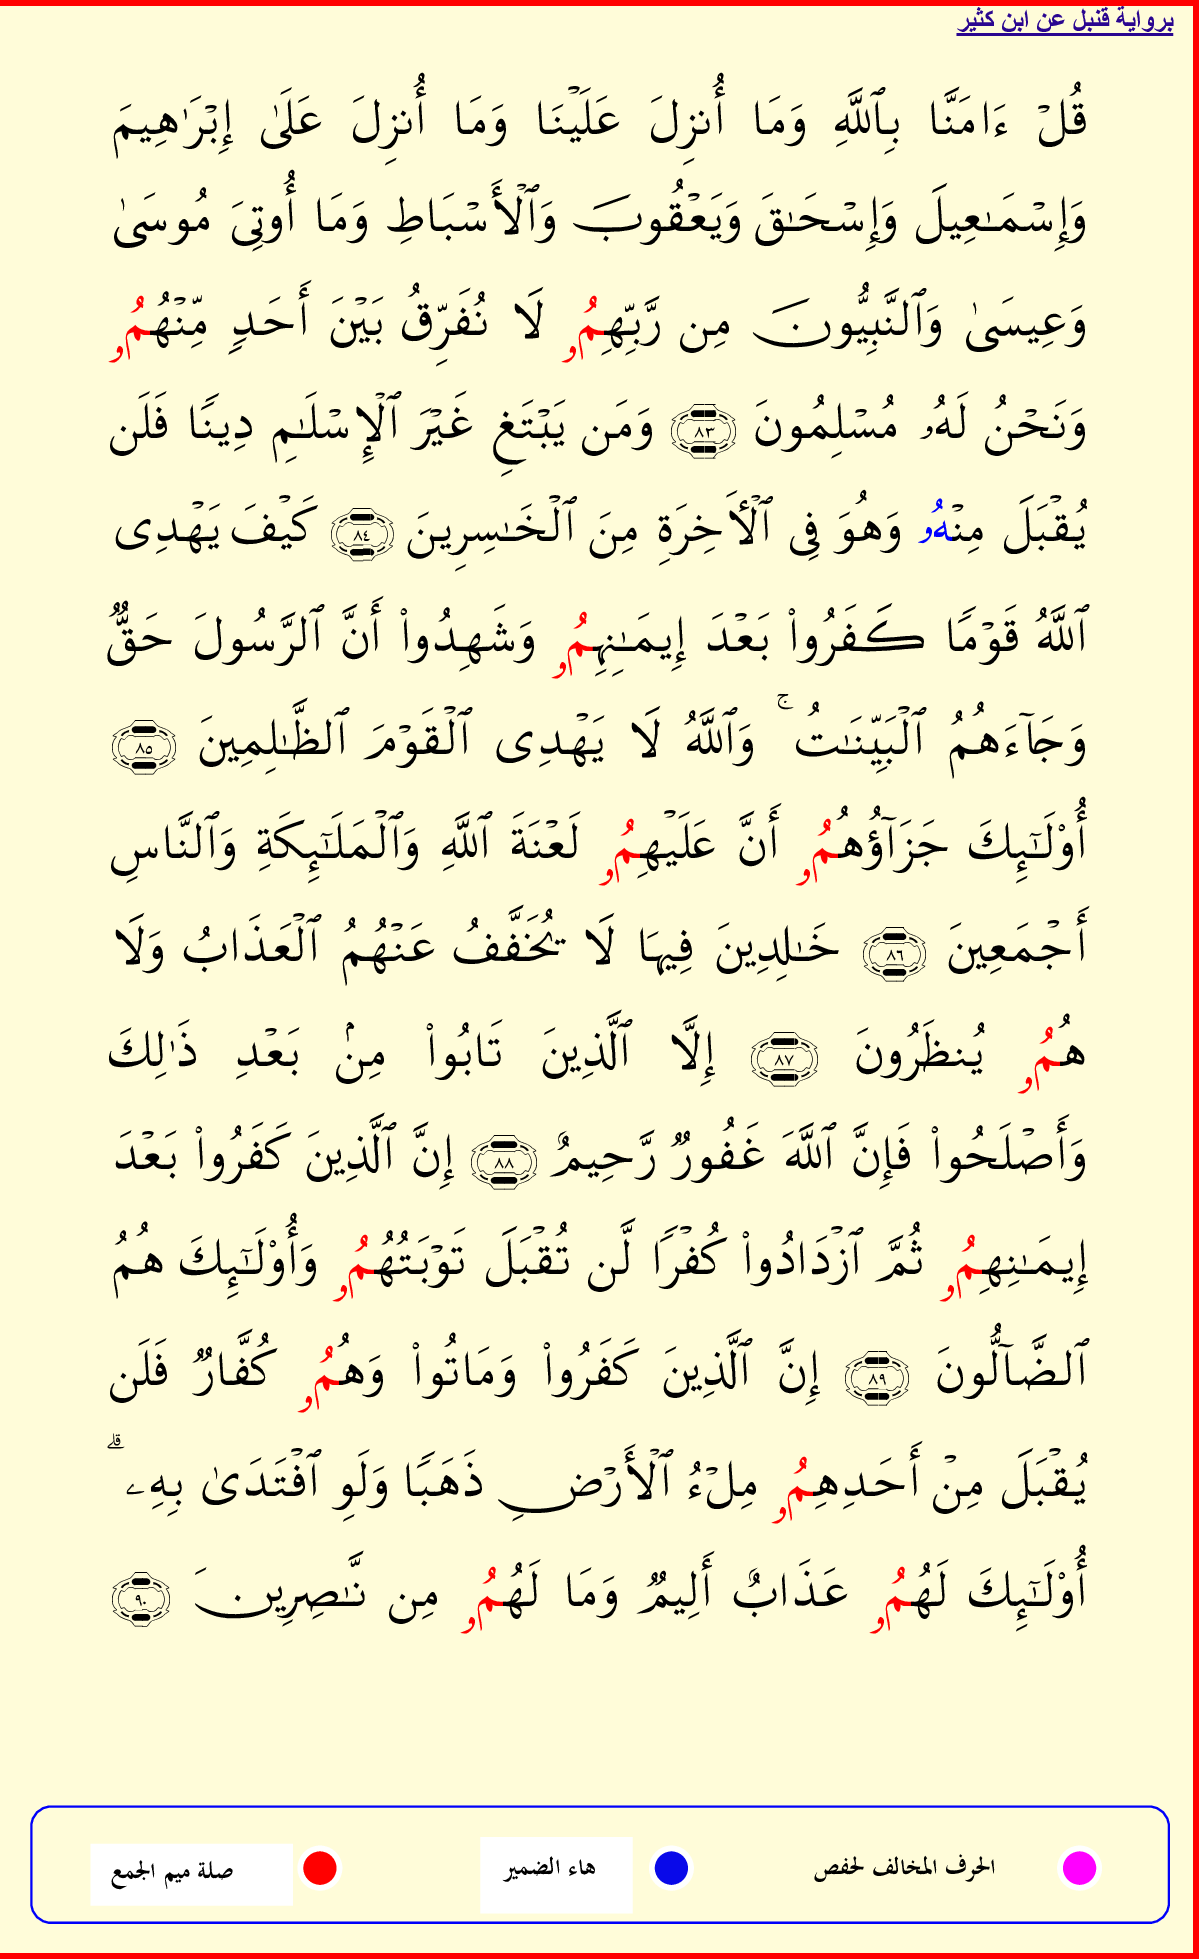 برواية قنبل عن ابن كثير
قُلۡ ءَامَنَّا بِٱللَّهِ وَمَا أُنزِلَ عَلَيۡنَا وَمَا أُنزِلَ عَلَىٰ إِبۡرَٰهِيمَ
وَإِسۡمَٰعِيلَ وَإِسۡحَٰقَ وَيَعۡقُوبَ وَٱلۡأَسۡبَاطِ وَمَا أُوتِيَ مُوسَىٰ
وَعِيسَىٰ وَٱلنَّبِيُّونَ مِن رَّبِّهِمُۥ لَا نُفَرِّقُ بَيۡنَ أَحَدٖ مِّنۡهُمُۥ
وَنَحۡنُ لَهُۥ مُسۡلِمُونَ ٨٣ وَمَن يَبۡتَغِ غَيۡرَ ٱلۡإِسۡلَٰمِ دِينٗا فَلَن
يُقۡبَلَ مِنۡهُۥ وَهُوَ فِي ٱلۡأٓخِرَةِ مِنَ ٱلۡخَٰسِرِينَ ٨٤ كَيۡفَ يَهۡدِي
ٱللَّهُ قَوۡمٗا كَفَرُواْ بَعۡدَ إِيمَٰنِهِمُۥ وَشَهِدُواْ أَنَّ ٱلرَّسُولَ حَقّٞ
وَجَآءَهُمُ ٱلۡبَيِّنَٰتُۚ وَٱللَّهُ لَا يَهۡدِي ٱلۡقَوۡمَ ٱلظَّٰلِمِينَ ٨٥
أُوْلَٰٓئِكَ جَزَآؤُهُمُۥ أَنَّ عَلَيۡهِمُۥ لَعۡنَةَ ٱللَّهِ وَٱلۡمَلَٰٓئِكَةِ وَٱلنَّاسِ
أَجۡمَعِينَ ٨٦ خَٰلِدِينَ فِيهَا لَا يُخَفَّفُ عَنۡهُمُ ٱلۡعَذَابُ وَلَا
هُمُۥ يُنظَرُونَ ٨٧ إِلَّا ٱلَّذِينَ تَابُواْ مِنۢ بَعۡدِ ذَٰلِكَ
وَأَصۡلَحُواْ فَإِنَّ ٱللَّهَ غَفُورٞ رَّحِيمٌ ٨٨ إِنَّ ٱلَّذِينَ كَفَرُواْ بَعۡدَ
إِيمَٰنِهِمُۥ ثُمَّ ٱزۡدَادُواْ كُفۡرٗا لَّن تُقۡبَلَ تَوۡبَتُهُمُۥ وَأُوْلَٰٓئِكَ هُمُ
ٱلضَّآلُّونَ ٨٩ إِنَّ ٱلَّذِينَ كَفَرُواْ وَمَاتُواْ وَهُمُۥ كُفَّارٞ فَلَن
يُقۡبَلَ مِنۡ أَحَدِهِمُۥ مِلۡءُ ٱلۡأَرۡضِ ذَهَبٗا وَلَوِ ٱفۡتَدَىٰ بِهِۦۗ
أُوْلَٰٓئِكَ لَهُمُۥ عَذَابٌ أَلِيمٞ وَمَا لَهُمُۥ مِن نَّٰصِرِينَ ٩٠
الحرف المخالف لحفص هاء الضمير صلة ميم الجمع